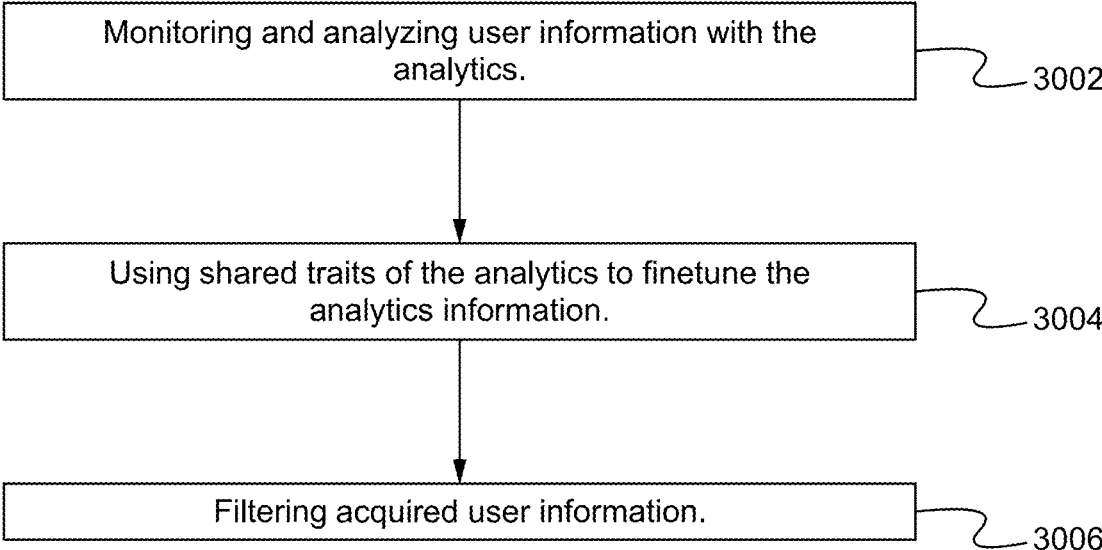 Monitoring and analyzing user information with the
analytics.
3002
Using shared traits of the analytics to finetune the
analytics information.
3004
Filtering acquired user information.
3006